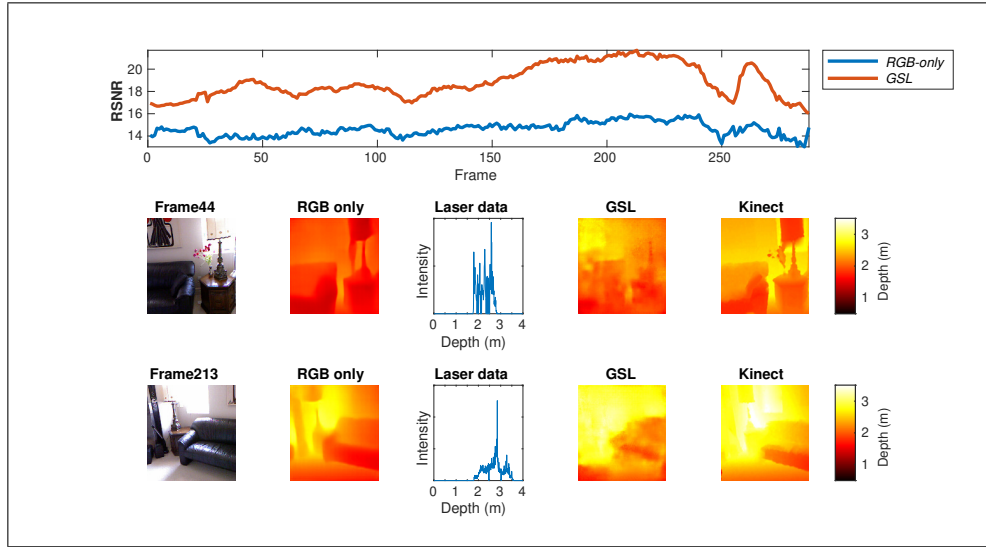 RSNR
20
18
16
14
0 50 100 150 200 250
Frame
RGB-only
GSL
Frame44 RGB only Laser data GSL Kinect
Intensity
0 1 2 3 4
Depth (m)
3
2
1
Depth (m)
Frame213 RGB only Laser data GSL Kinect
Intensity
0 1 2 3 4
Depth (m)
3
2
1
Depth (m)